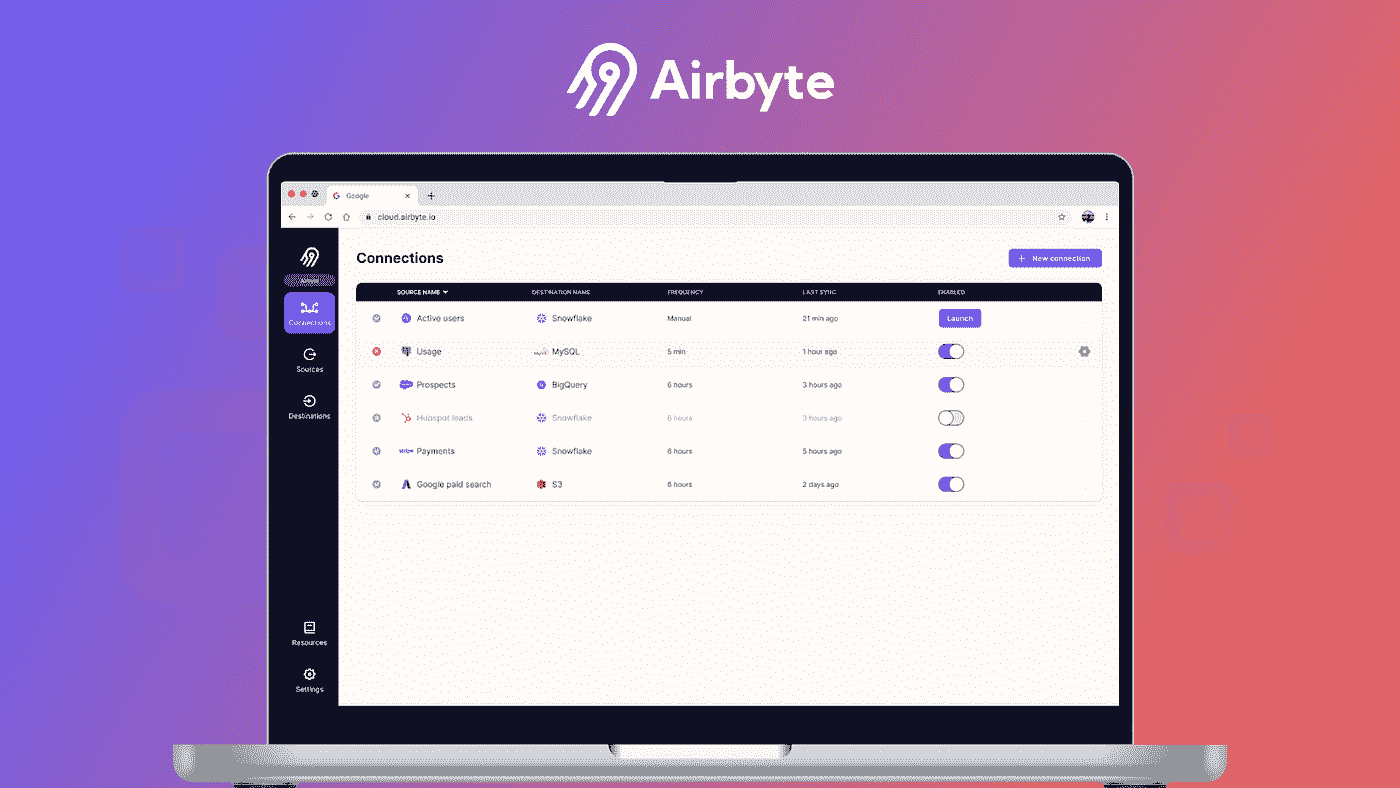 Airbyte
Google
cloud.airbyte.io
Connections
+ New connection
SOURCE NAME DESTINATION NAME FREQUENCY LAST SYNC ENABLED
Active users Snowflake Manual 21 min ago Launch
Usage MySQL 5 min 1 hour ago
Prospects BigQuery 6 hours 3 hours ago
Hubspot leads Snowflake 6 hours 3 hours ago
stripe Payments Snowflake 6 hours 5 hours ago
Google paid search S3 6 hours 2 days ago
Connections
Sources
Destinations
Resources
Settings